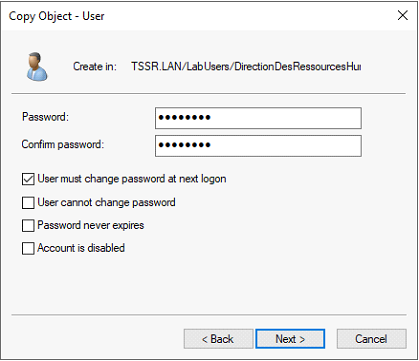 Copy Object - User
Create in: TSSR.LAN/LabUsers/DirectionDesRessourcesHu
Password: ●●●●●●●●
Confirm password: ●●●●●●●●
User must change password at next logon
User cannot change password
Password never expires
Account is disabled
< Back Next > Cancel